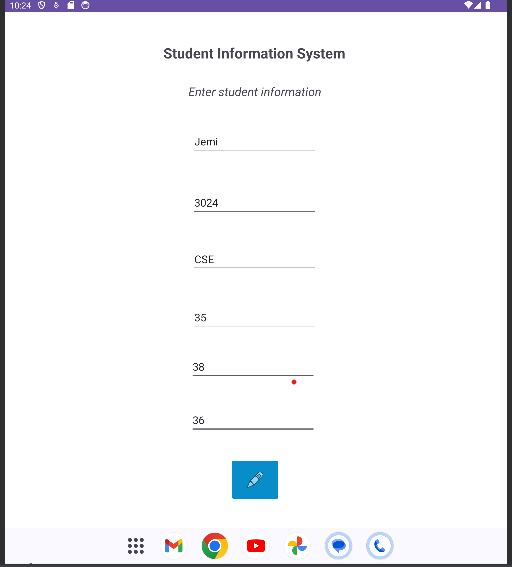 10:24
Student Information System
Enter student information
Jemi
3024
CSE
35
38
36